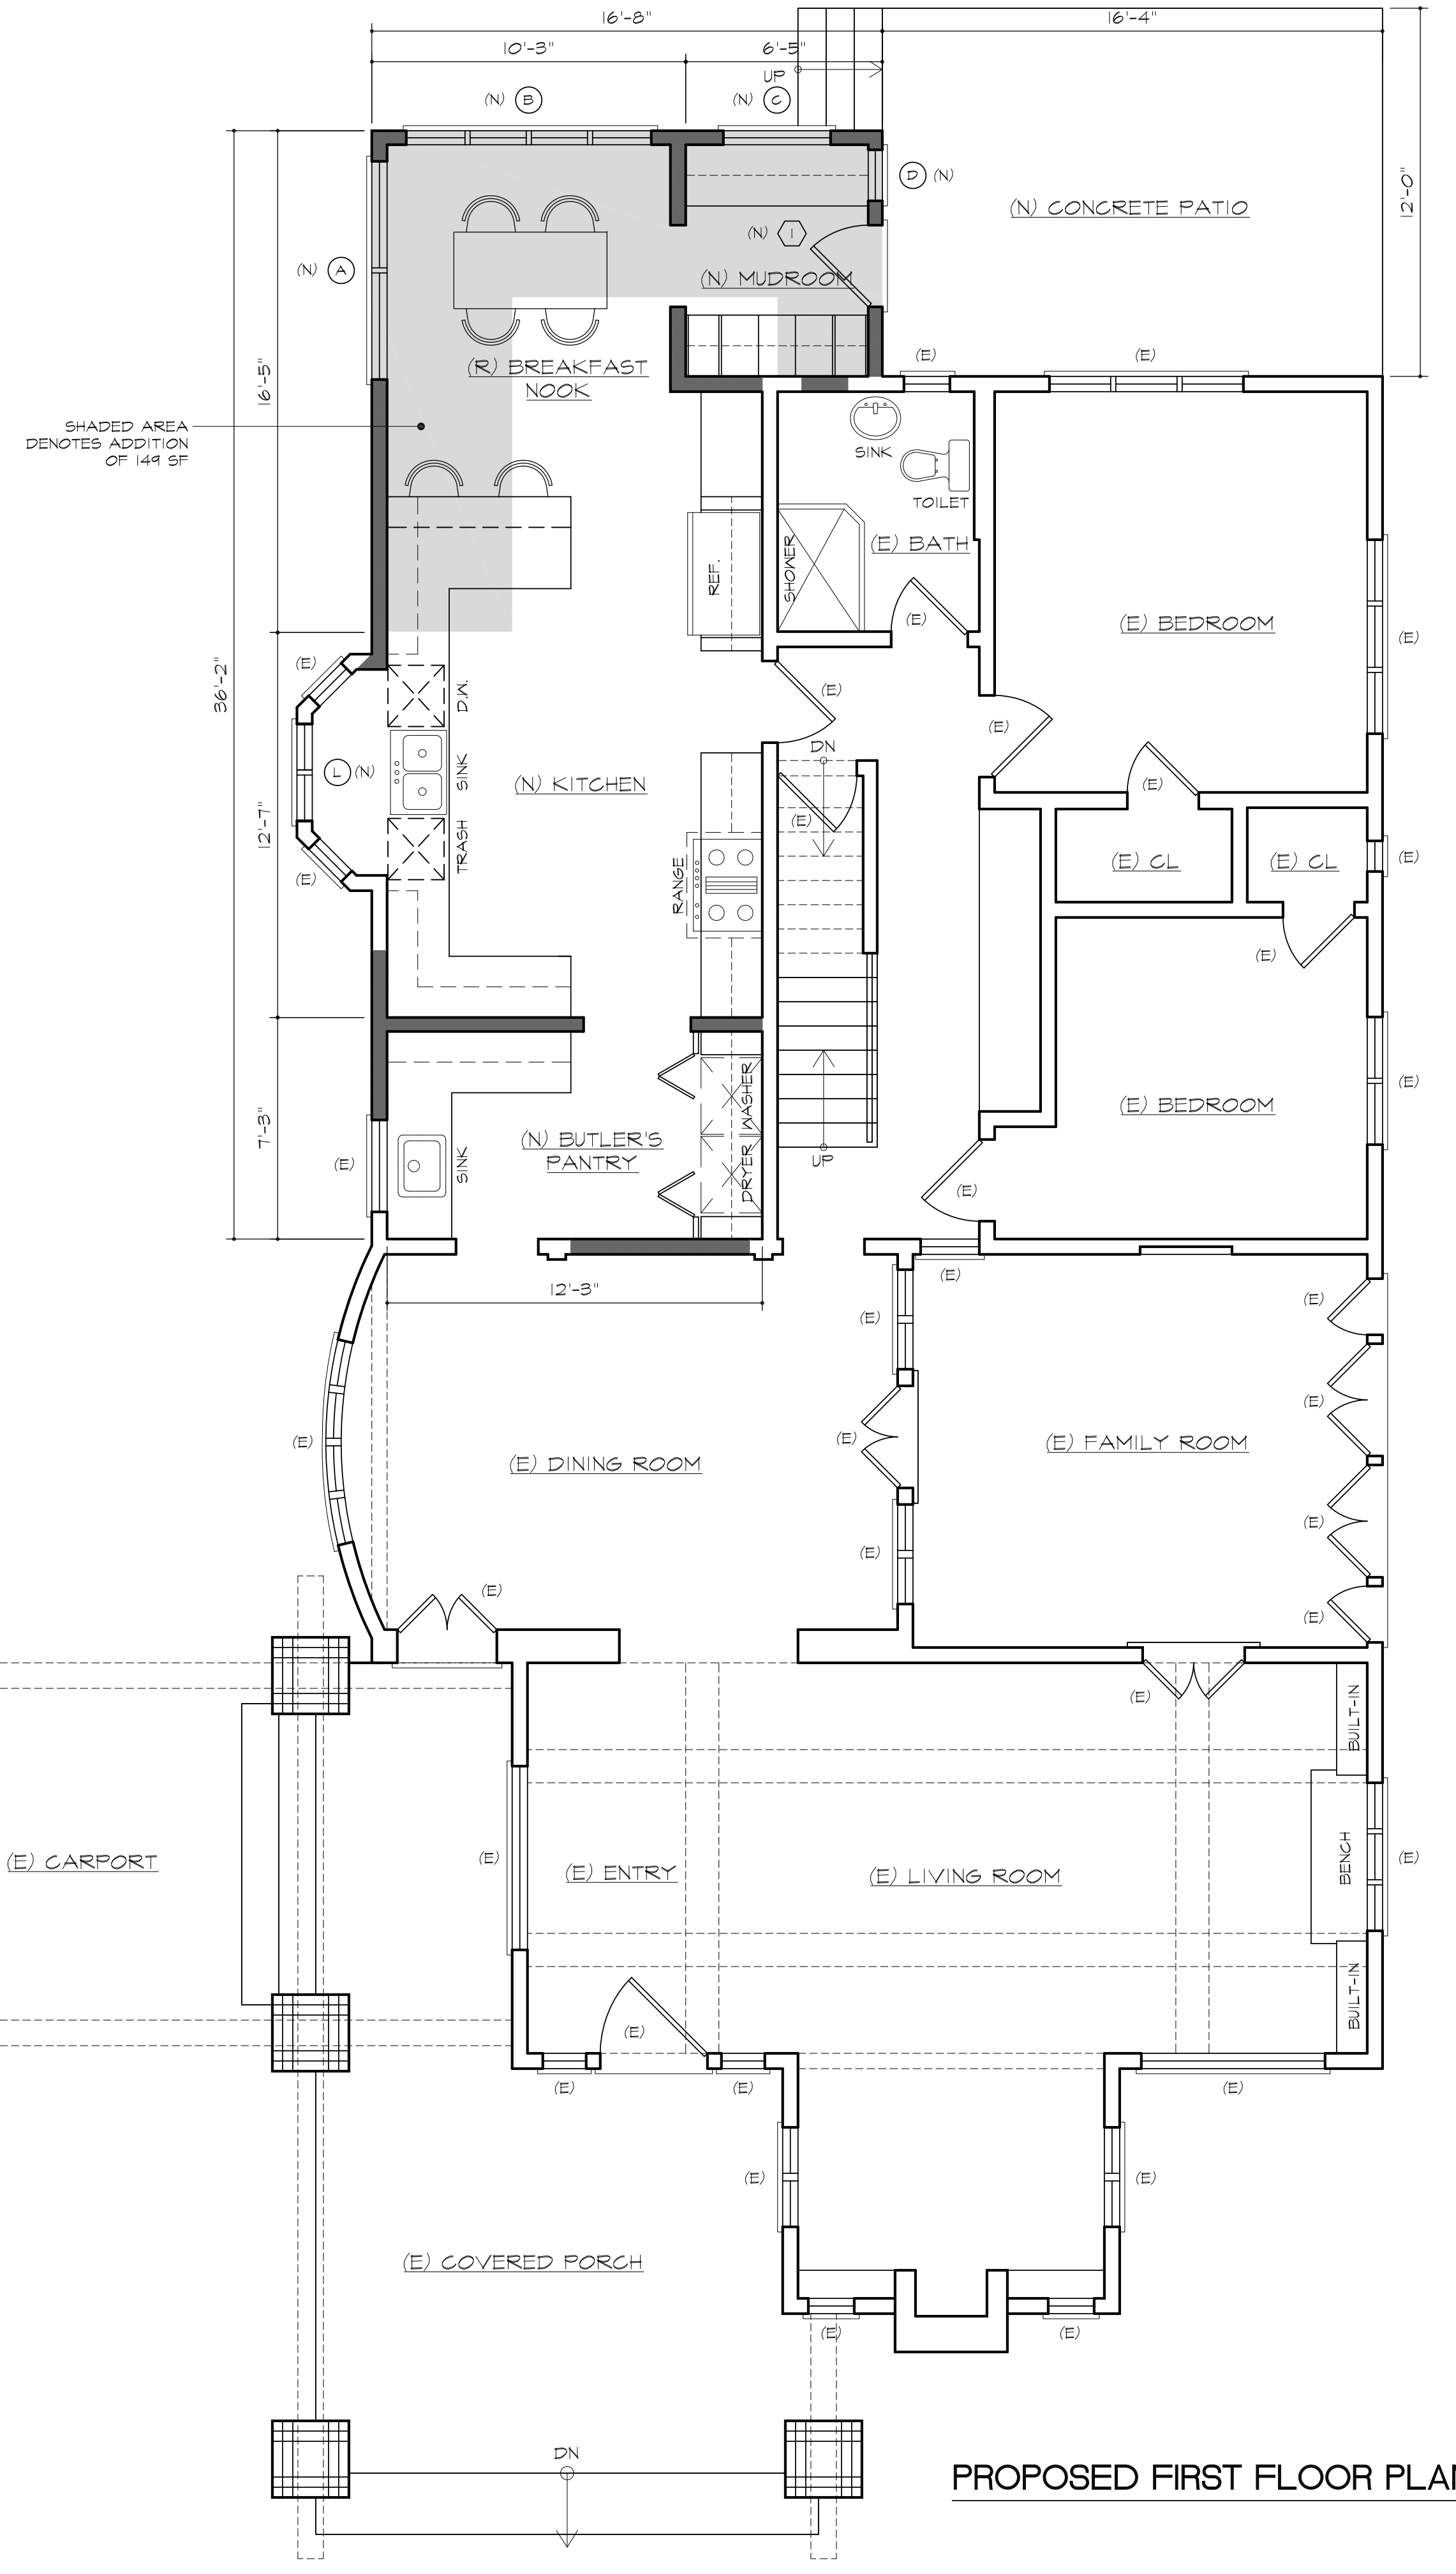 16'-8"
16'-4"
10'-3"
6'-5"
UP
(N) B
(N) C
D (N)
(N) CONCRETE PATIO
12'-0"
(N) I
(N) A
(N) MUDROOM
(R) BREAKFAST
NOOK
(E)
(E)
16'-5"
SHADED AREA
DENOTES ADDITION
OF 149 SF
SINK
TOILET
(E) BATH
SHOWER
REF.
(E)
(E) BEDROOM
(E)
36'-2"
(E)
D.W.
(E)
(E)
DN
L (N)
SINK
(N) KITCHEN
(E)
(E)
12'-7"
TRASH
RANGE
(E) CL
(E) CL
(E)
(E)
(E)
(E)
(E) BEDROOM
WASHER
7'-3"
(N) BUTLER'S
PANTRY
(E)
SINK
DRYER
UP
(E)
(E)
12'-3"
(E)
(E)
(E)
(E)
(E)
(E) DINING ROOM
(E)
(E) FAMILY ROOM
(E)
(E)
(E)
(E)
(E)
BUILT-IN
(E) CARPORT
(E)
(E) ENTRY
(E) LIVING ROOM
BENCH
(E)
BUILT-IN
(E)
(E)
(E)
(E)
(E)
(E)
(E) COVERED PORCH
(E)
(E)
DN
PROPOSED FIRST FLOOR PLAN